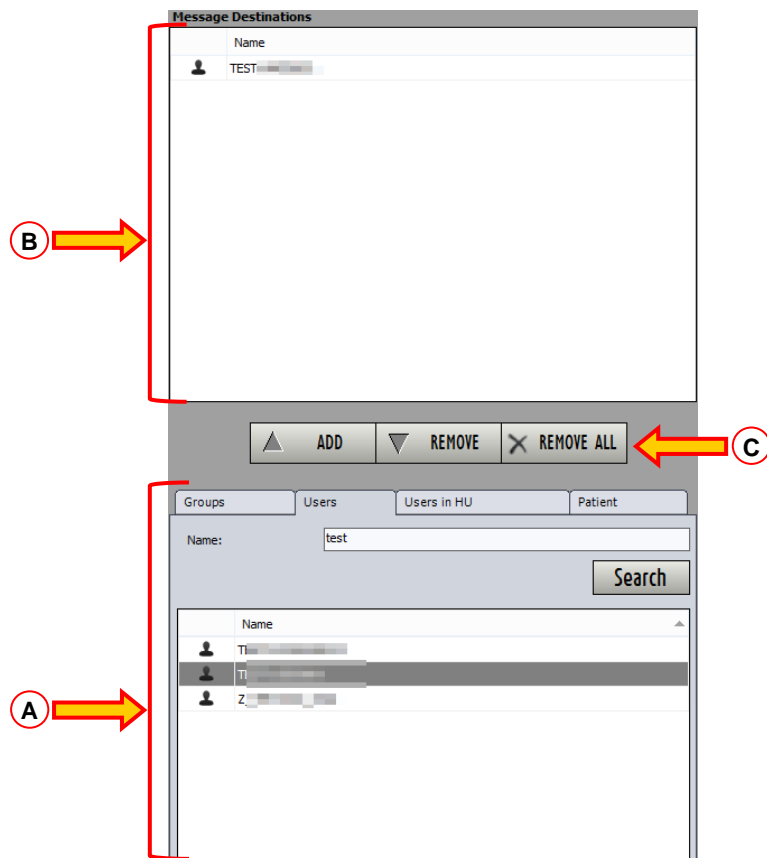 Message Destinations
Name
TEST
B
ADD REMOVE REMOVE ALL
C
Groups Users Users in HU Patient
Name: test
Search
Name
A